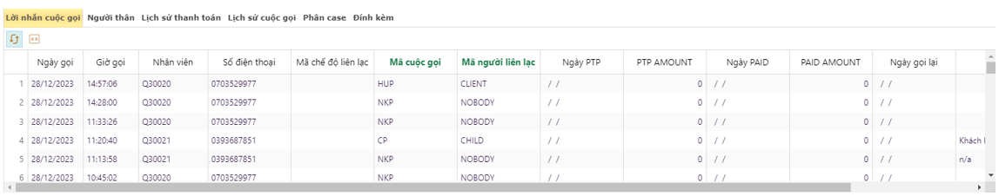 Lời nhắn cuộc gọi Người thân Lịch sử thanh toán Lịch sử cuộc gọi Phân case Đính kèm
Ngày gọi Giờ gọi Nhân viên Số điện thoại Mã chế độ liên lạc Mã cuộc gọi Mã người liên lạc Ngày PTP PTP AMOUNT Ngày PAID PAID AMOUNT Ngày gọi lại
1 28/12/2023 14:57:06 Q30020 0703529977 HUP CLIENT / / 0 / / 0 / /
2 28/12/2023 14:28:00 Q30020 0703529977 NKP NOBODY / / 0 / / 0 / /
3 28/12/2023 11:33:26 Q30020 0703529977 NKP NOBODY / / 0 / / 0 / /
4 28/12/2023 11:20:40 Q30021 0393687851 CP CHILD / / 0 / / 0 / / Khách
5 28/12/2023 11:13:58 Q30021 0393687851 NKP NOBODY / / 0 / / 0 / / n/a
6 28/12/2023 10:45:02 Q30020 0703529977 NKP NOBODY / / 0 / / 0 / /